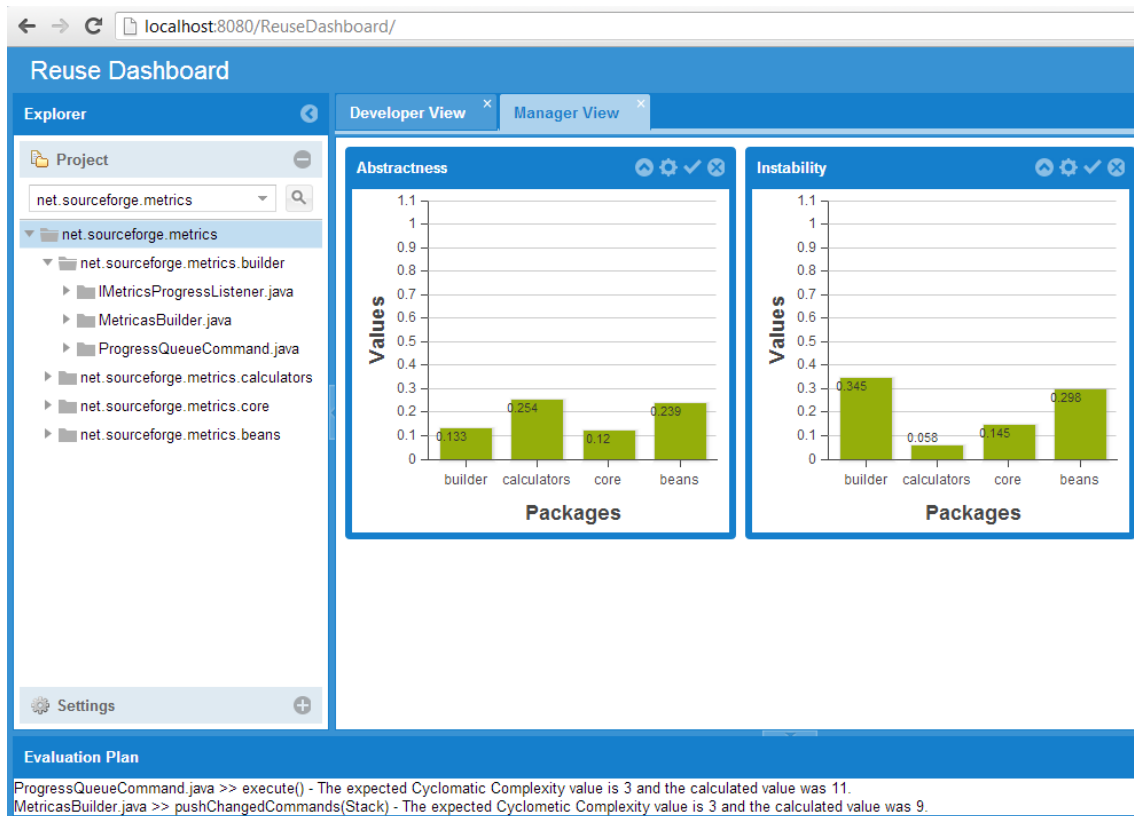 localhost:8080/ReuseDashboard/
Reuse Dashboard
Explorer
Project
net.sourceforge.metrics
net.sourceforge.metrics
net.sourceforge.metrics.builder
IMetricsProgressListener.java
MetricasBuilder.java
ProgressQueueCommand.java
net.sourceforge.metrics.calculators
net.sourceforge.metrics.core
net.sourceforge.metrics.beans
Settings
Developer View
Manager View
Abstractness
Values
1.1
1
0.9
0.8
0.7
0.6
0.5
0.4
0.3
0.2
0.1
0
0.133
0.254
0.12
0.239
builder calculators core beans
Packages
Instability
Values
1.1
1
0.9
0.8
0.7
0.6
0.5
0.4
0.3
0.2
0.1
0
0.345
0.058
0.145
0.298
builder calculators core beans
Packages
Evaluation Plan
ProgressQueueCommand.java >> execute() - The expected Cyclomatic Complexity value is 3 and the calculated value was 11.
MetricasBuilder.java >> pushChangedCommands(Stack) - The expected Cyclometic Complexity value is 3 and the calculated value was 9.